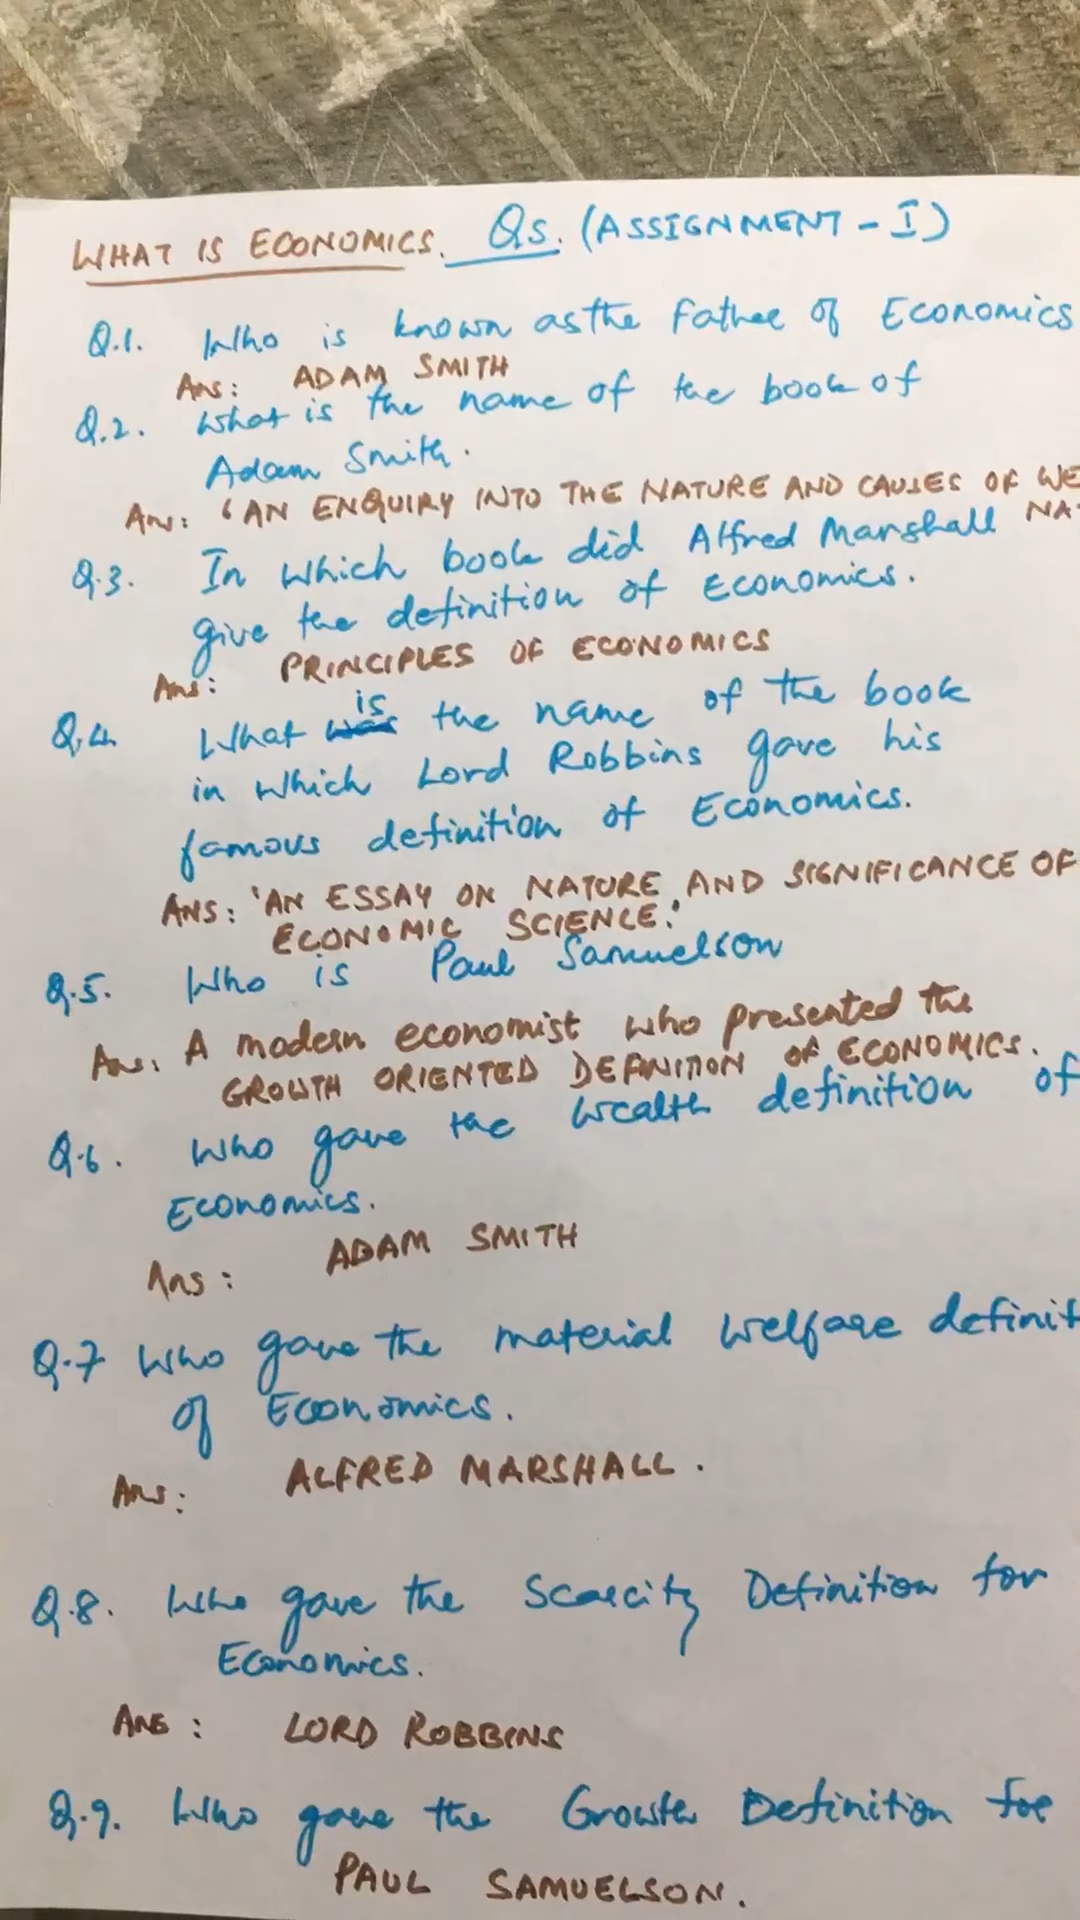 WHAT IS ECONOMICS. Qs. (ASSIGNMENT - I)
Q.1. Who is known as the Father of Economics
Ans: ADAM SMITH
Q.2. What is the name of the book of
Adam Smith.
An: 'AN ENQUIRY INTO THE NATURE AND CAUSES OF WE
NA
Q.3. In which book did Alfred Marshall
give the definition of Economics.
Ans: PRINCIPLES OF ECONOMICS
Q.4. What is the name of the book
in which Lord Robbins gave his
famous definition of Economics.
ANS: 'AN ESSAY ON NATURE AND SIGNIFICANCE OF
ECONOMIC SCIENCE.'
Q.5. Who is Paul Samuelson
Ans. A modern economist who presented the
GROWTH ORIENTED DEFINITION OF ECONOMICS.
Q.6. Who gave the wealth definition of
Economics.
Ans: ADAM SMITH
Q.7 Who gave the material welfare definit
of Economics.
Ans: ALFRED MARSHALL.
Q.8. Who gave the Scarcity Definition for
Economics.
ANS: LORD ROBBINS
Q.9. Who gave the Growth Definition for
PAUL SAMUELSON.